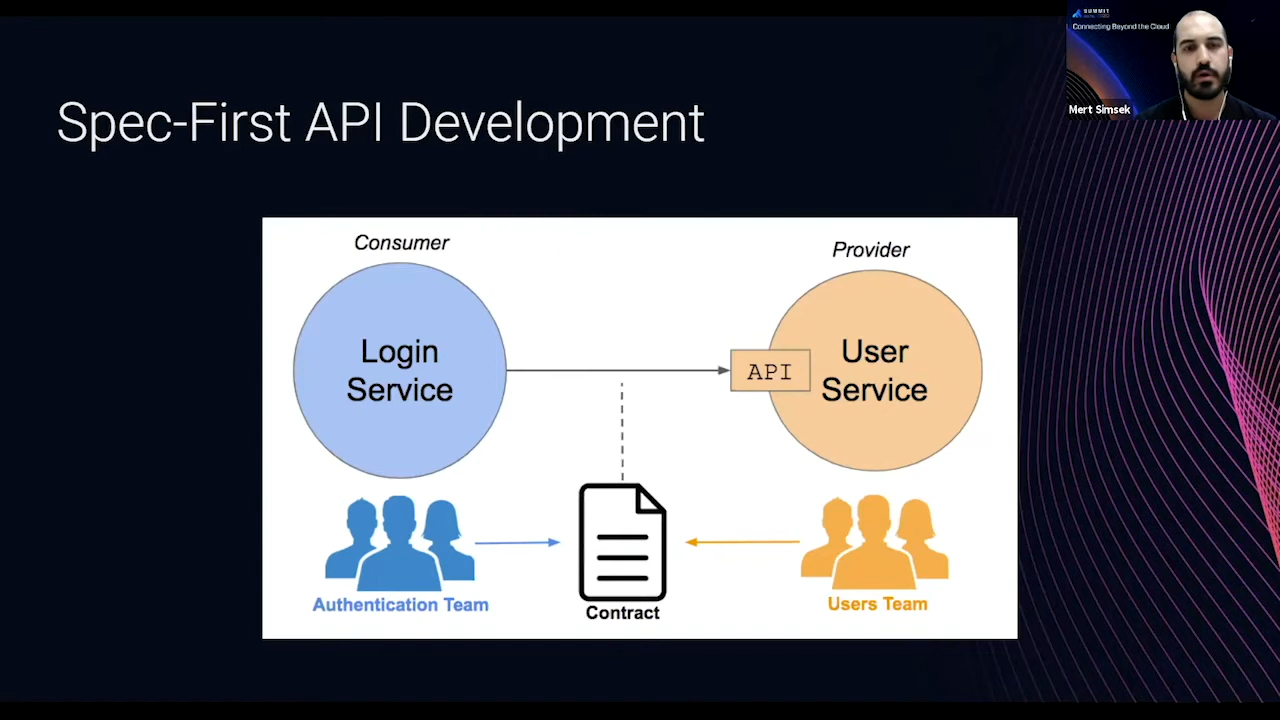 SUMMIT
Connecting Beyond the Cloud
Mert Simsek
Spec-First API Development
Consumer
Provider
Login
Service
API
User
Service
Authentication Team
Contract
Users Team